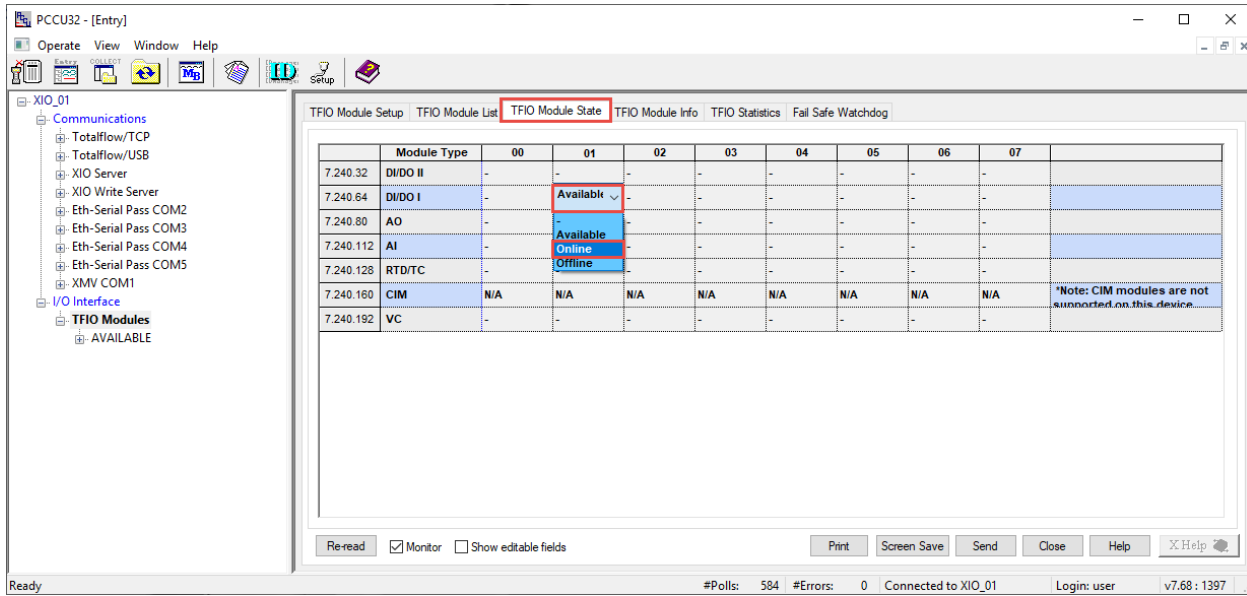 PCCU32 - [Entry]
Operate View Window Help
Entry COLLECT MB ID Setup
XIO_01
Communications
Totalflow/TCP
Totalflow/USB
XIO Server
XIO Write Server
Eth-Serial Pass COM2
Eth-Serial Pass COM3
Eth-Serial Pass COM4
Eth-Serial Pass COM5
XMV COM1
I/O Interface
TFIO Modules
AVAILABLE
TFIO Module Setup TFIO Module List TFIO Module State TFIO Module Info TFIO Statistics Fail Safe Watchdog
Module Type 00 01 02 03 04 05 06 07
7.240.32 DI/DO II - - - - - - - -
7.240.64 DI/DO I - Available - - - - - -
7.240.80 AO - - - - - - -
7.240.112 AI - - - - - - -
7.240.128 RTD/TC - - - - - - -
-
Available
Online
Offline
7.240.160 CIM N/A N/A N/A N/A N/A N/A N/A N/A *Note: CIM modules are not
supported on this device
7.240.192 VC - - - - - - - -
Re-read Monitor Show editable fields Print Screen Save Send Close Help X Help
Ready #Polls: 584 #Errors: 0 Connected to XIO_01 Login: user v7.68 : 1397